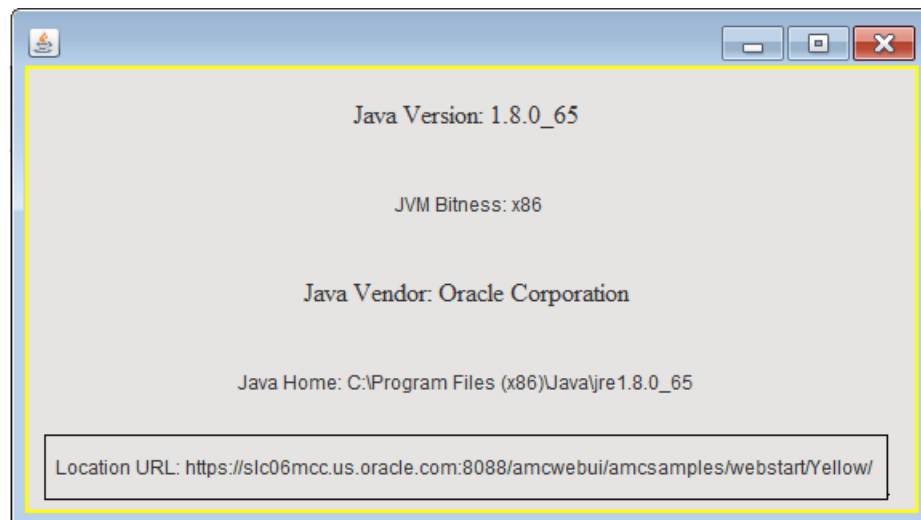 Java Version: 1.8.0_65
JVM Bitness: x86
Java Vendor: Oracle Corporation
Java Home: C:\Program Files (x86)\Java\jre1.8.0_65
Location URL: https://slc06mcc.us.oracle.com:8088/amcwebui/amcsamples/webstart/Yellow/